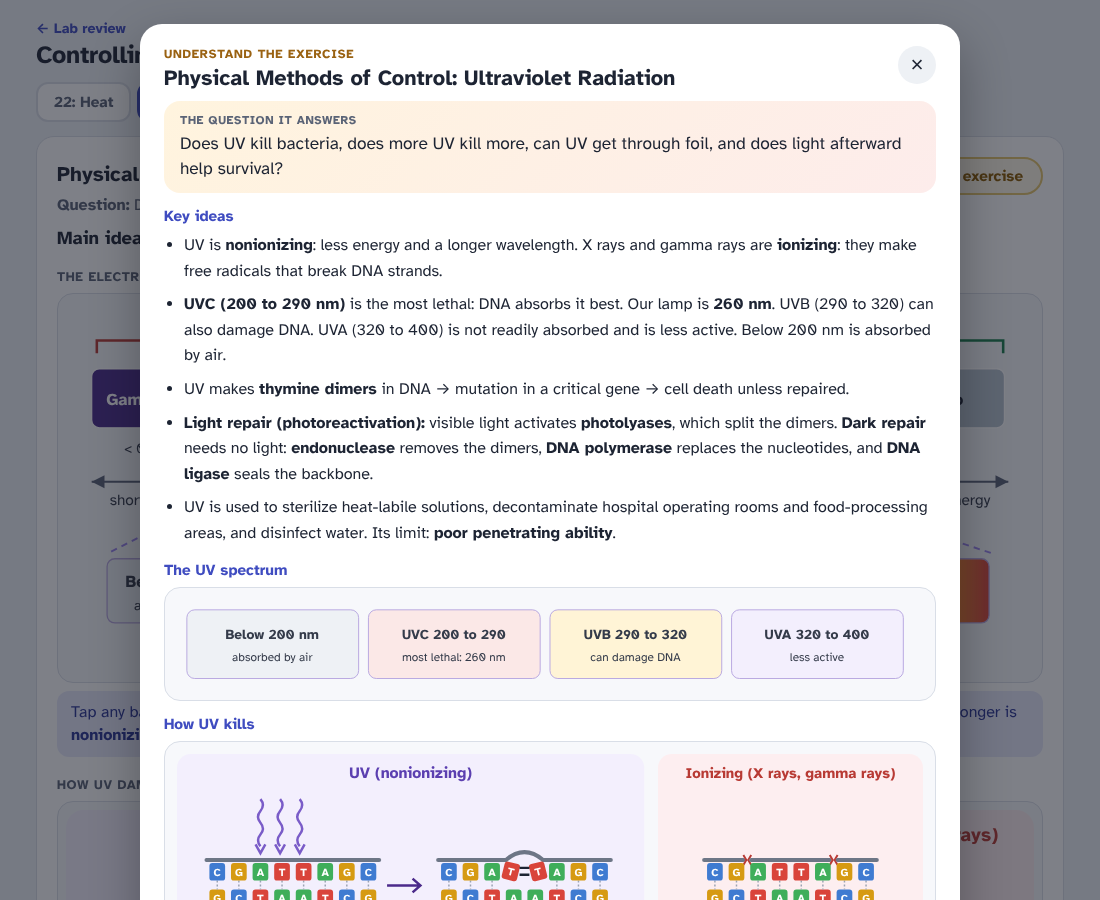 ← Lab review
Controllin
22: Heat
UNDERSTAND THE EXERCISE
Physical Methods of Control: Ultraviolet Radiation
×
THE QUESTION IT ANSWERS
Does UV kill bacteria, does more UV kill more, can UV get through foil, and does light afterward
help survival?
Physical
exercise
Question:
Main idea
THE ELECTR
Key ideas
• UV is nonionizing: less energy and a longer wavelength. X rays and gamma rays are ionizing: they make
free radicals that break DNA strands.
• UVC (200 to 290 nm) is the most lethal: DNA absorbs it best. Our lamp is 260 nm. UVB (290 to 320) can
also damage DNA. UVA (320 to 400) is not readily absorbed and is less active. Below 200 nm is absorbed
by air.
• UV makes thymine dimers in DNA → mutation in a critical gene → cell death unless repaired.
• Light repair (photoreactivation): visible light activates photolyases, which split the dimers. Dark repair
needs no light: endonuclease removes the dimers, DNA polymerase replaces the nucleotides, and DNA
ligase seals the backbone.
• UV is used to sterilize heat-labile solutions, decontaminate hospital operating rooms and food-processing
areas, and disinfect water. Its limit: poor penetrating ability.
Gam
shor
nergy
Be
a
The UV spectrum
Below 200 nm
absorbed by air
UVC 200 to 290
most lethal: 260 nm
UVB 290 to 320
can damage DNA
UVA 320 to 400
less active
Tap any ba
onger is
nonionizi
HOW UV DAM
How UV kills
UV (nonionizing)
Ionizing (X rays, gamma rays)
ays)
C G A T T A G C
C G A T T A G C
C G A T T A G C
G C T A A T C G
G C T A A T C G
G C T A A T C G